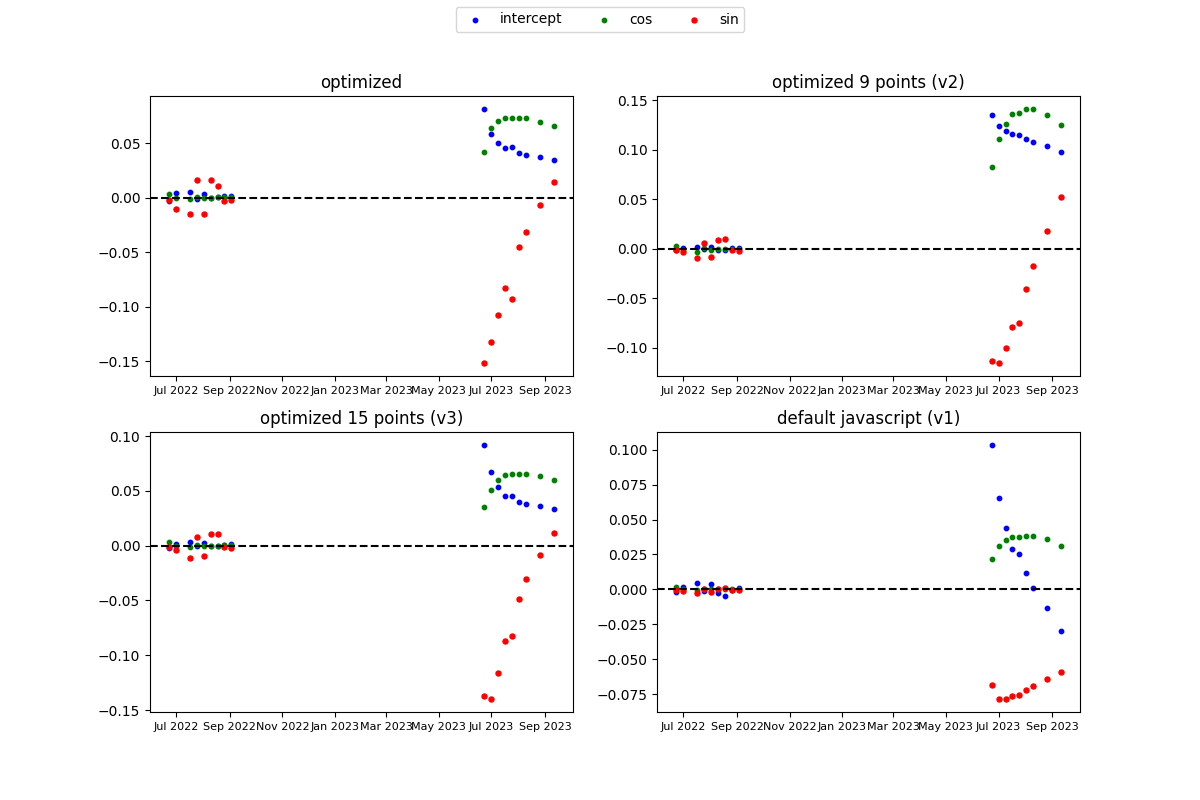 intercept cos sin
optimized
0.05
0.00
−0.05
−0.10
−0.15
Jul 2022 Sep 2022 Nov 2022 Jan 2023 Mar 2023 May 2023 Jul 2023 Sep 2023
optimized 9 points (v2)
0.15
0.10
0.05
0.00
−0.05
−0.10
Jul 2022 Sep 2022 Nov 2022 Jan 2023 Mar 2023 May 2023 Jul 2023 Sep 2023
optimized 15 points (v3)
0.10
0.05
0.00
−0.05
−0.10
−0.15
Jul 2022 Sep 2022 Nov 2022 Jan 2023 Mar 2023 May 2023 Jul 2023 Sep 2023
default javascript (v1)
0.100
0.075
0.050
0.025
0.000
−0.025
−0.050
−0.075
Jul 2022 Sep 2022 Nov 2022 Jan 2023 Mar 2023 May 2023 Jul 2023 Sep 2023